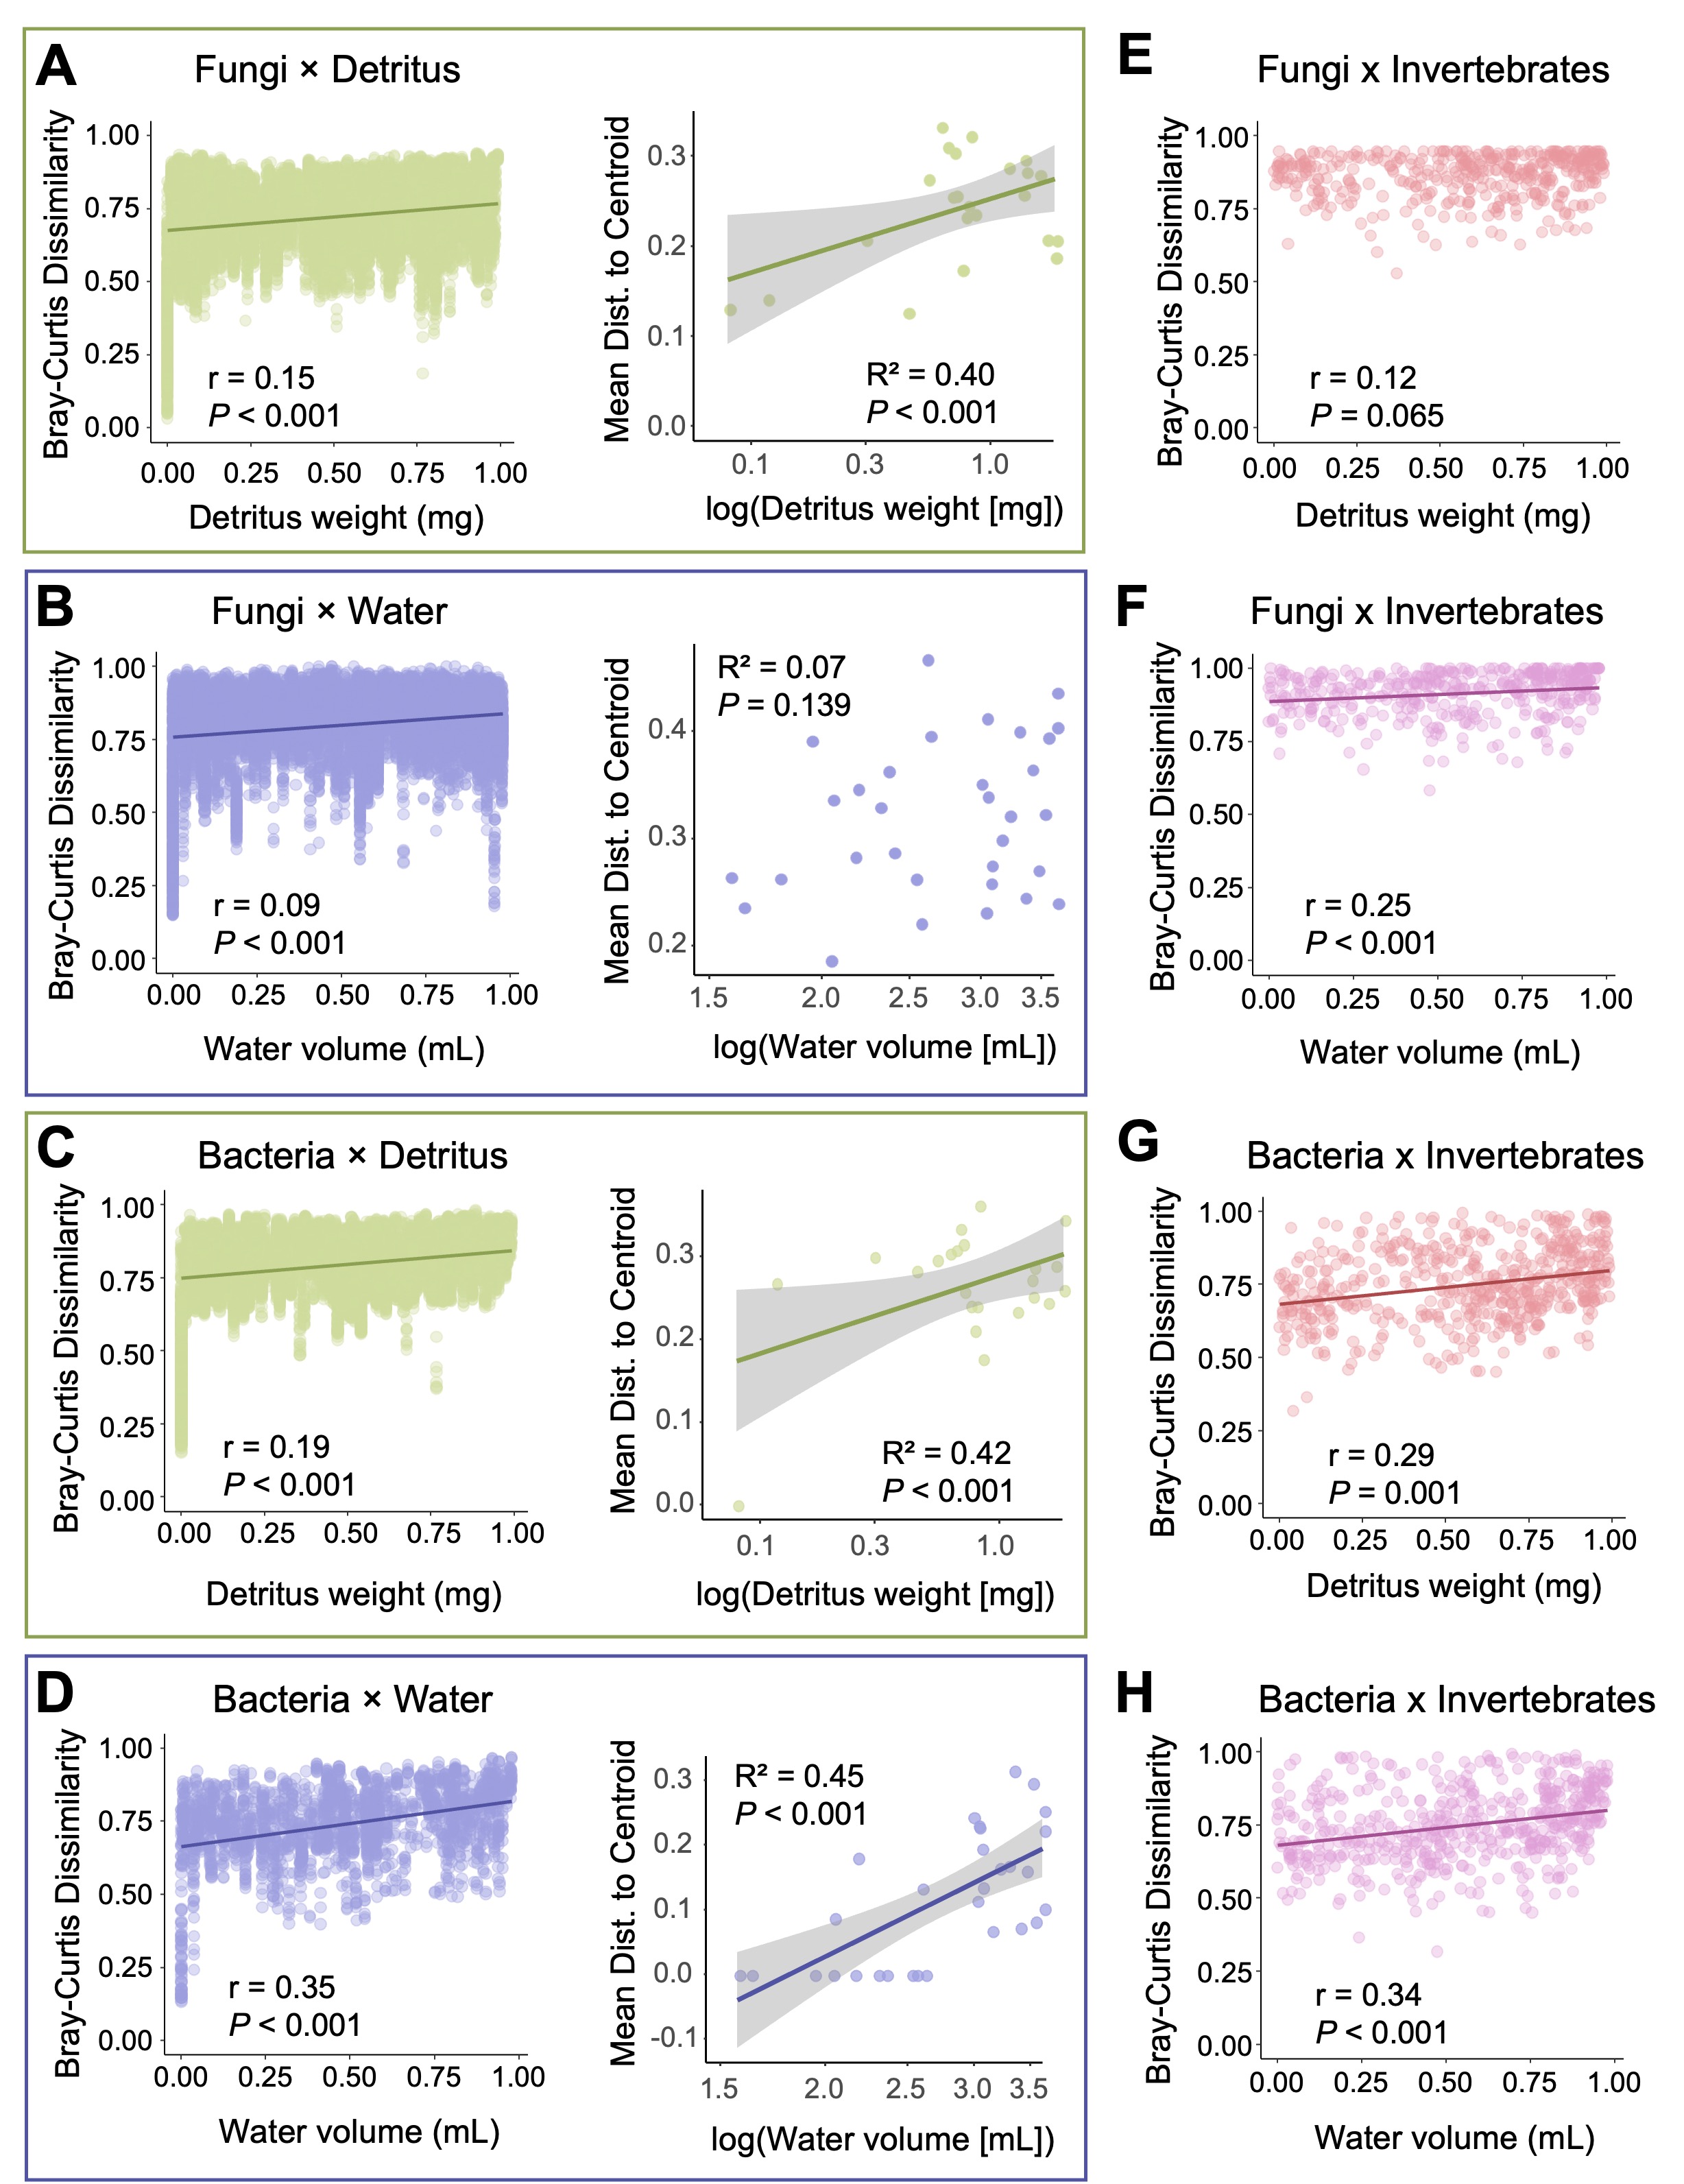 A
Fungi × Detritus
Bray-Curtis Dissimilarity
1.00
0.75
0.50
0.25
0.00
r = 0.15
P < 0.001
0.00 0.25 0.50 0.75 1.00
Detritus weight (mg)
Mean Dist. to Centroid
0.3
0.2
0.1
0.0
R² = 0.40
P < 0.001
0.1 0.3 1.0
log(Detritus weight [mg])
E
Fungi x Invertebrates
Bray-Curtis Dissimilarity
1.00
0.75
0.50
0.25
0.00
r = 0.12
P = 0.065
0.00 0.25 0.50 0.75 1.00
Detritus weight (mg)
B
Fungi × Water
Bray-Curtis Dissimilarity
1.00
0.75
0.50
0.25
0.00
r = 0.09
P < 0.001
0.00 0.25 0.50 0.75 1.00
Water volume (mL)
Mean Dist. to Centroid
R² = 0.07
P = 0.139
0.4
0.3
0.2
1.5 2.0 2.5 3.0 3.5
log(Water volume [mL])
F
Fungi x Invertebrates
Bray-Curtis Dissimilarity
1.00
0.75
0.50
0.25
0.00
r = 0.25
P < 0.001
0.00 0.25 0.50 0.75 1.00
Water volume (mL)
C
Bacteria × Detritus
Bray-Curtis Dissimilarity
1.00
0.75
0.50
0.25
0.00
r = 0.19
P < 0.001
0.00 0.25 0.50 0.75 1.00
Detritus weight (mg)
Mean Dist. to Centroid
0.3
0.2
0.1
0.0
R² = 0.42
P < 0.001
0.1 0.3 1.0
log(Detritus weight [mg])
G
Bacteria x Invertebrates
Bray-Curtis Dissimilarity
1.00
0.75
0.50
0.25
0.00
r = 0.29
P = 0.001
0.00 0.25 0.50 0.75 1.00
Detritus weight (mg)
D
Bacteria × Water
Bray-Curtis Dissimilarity
1.00
0.75
0.50
0.25
0.00
r = 0.35
P < 0.001
0.00 0.25 0.50 0.75 1.00
Water volume (mL)
Mean Dist. to Centroid
R² = 0.45
P < 0.001
0.3
0.2
0.1
0.0
-0.1
1.5 2.0 2.5 3.0 3.5
log(Water volume [mL])
H
Bacteria x Invertebrates
Bray-Curtis Dissimilarity
1.00
0.75
0.50
0.25
0.00
r = 0.34
P < 0.001
0.00 0.25 0.50 0.75 1.00
Water volume (mL)